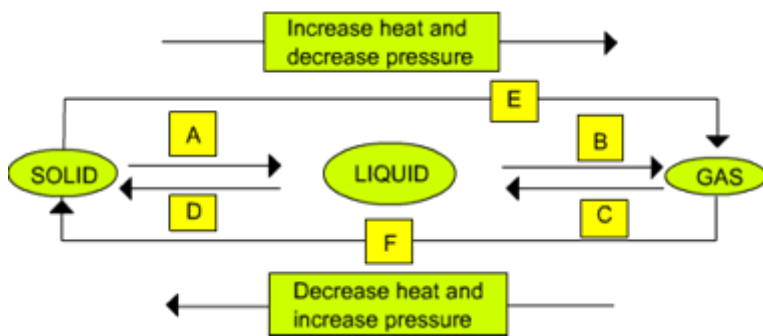 Increase heat and
decrease pressure
E
A
B
SOLID
LIQUID
GAS
D
C
F
Decrease heat and
increase pressure